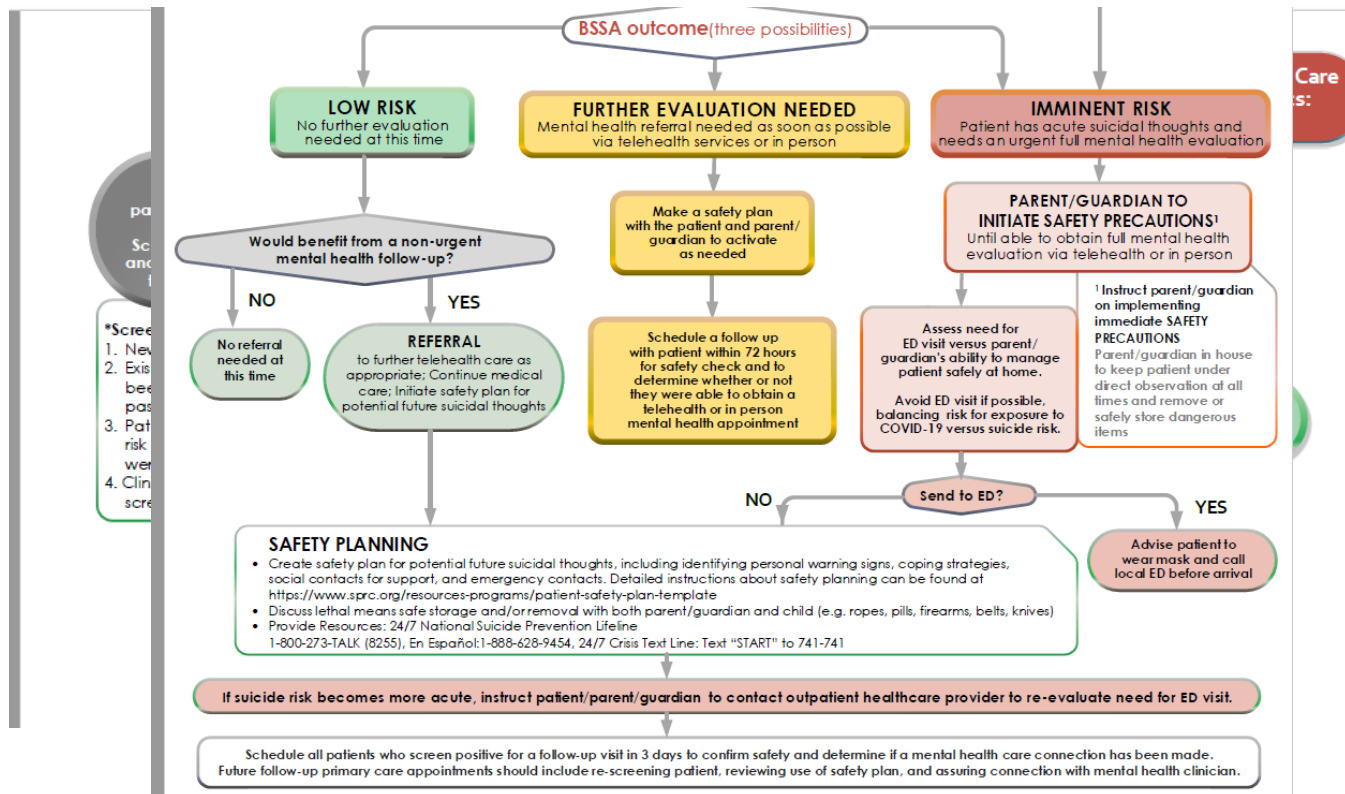 BSSA outcome(three possibilities)
Care
s:
LOW RISK
No further evaluation
needed at this time
FURTHER EVALUATION NEEDED
Mental health referral needed as soon as possible
via telehealth services or in person
IMMINENT RISK
Patient has acute suicidal thoughts and
needs an urgent full mental health evaluation
pa
Sc
and
Would benefit from a non-urgent
mental health follow-up?
NO
YES
No referral
needed at
this time
REFERRAL
to further telehealth care as
appropriate; Continue medical
care; Initiate safety plan for
potential future suicidal thoughts
Make a safety plan
with the patient and parent/
guardian to activate
as needed
Schedule a follow up
with patient within 72 hours
for safety check and to
determine whether or not
they were able to obtain a
telehealth or in person
mental health appointment
PARENT/GUARDIAN TO
INITIATE SAFETY PRECAUTIONS¹
Until able to obtain full mental health
evaluation via telehealth or in person
Assess need for
ED visit versus parent/
guardian's ability to manage
patient safely at home.
Avoid ED visit if possible,
balancing risk for exposure to
COVID-19 versus suicide risk.
¹ Instruct parent/guardian
on implementing
immediate SAFETY
PRECAUTIONS
Parent/guardian in house
to keep patient under
direct observation at all
times and remove or
safely store dangerous
items
*Scree
1. New
2. Exis
bee
pas
3. Pat
risk
wer
4. Clin
scre
Send to ED?
NO
YES
Advise patient to
wear mask and call
local ED before arrival
SAFETY PLANNING
• Create safety plan for potential future suicidal thoughts, including identifying personal warning signs, coping strategies,
social contacts for support, and emergency contacts. Detailed instructions about safety planning can be found at
https://www.sprc.org/resources-programs/patient-safety-plan-template
• Discuss lethal means safe storage and/or removal with both parent/guardian and child (e.g. ropes, pills, firearms, belts, knives)
• Provide Resources: 24/7 National Suicide Prevention Lifeline
1-800-273-TALK (8255), En Español:1-888-628-9454, 24/7 Crisis Text Line: Text “START” to 741-741
If suicide risk becomes more acute, instruct patient/parent/guardian to contact outpatient healthcare provider to re-evaluate need for ED visit.
Schedule all patients who screen positive for a follow-up visit in 3 days to confirm safety and determine if a mental health care connection has been made.
Future follow-up primary care appointments should include re-screening patient, reviewing use of safety plan, and assuring connection with mental health clinician.